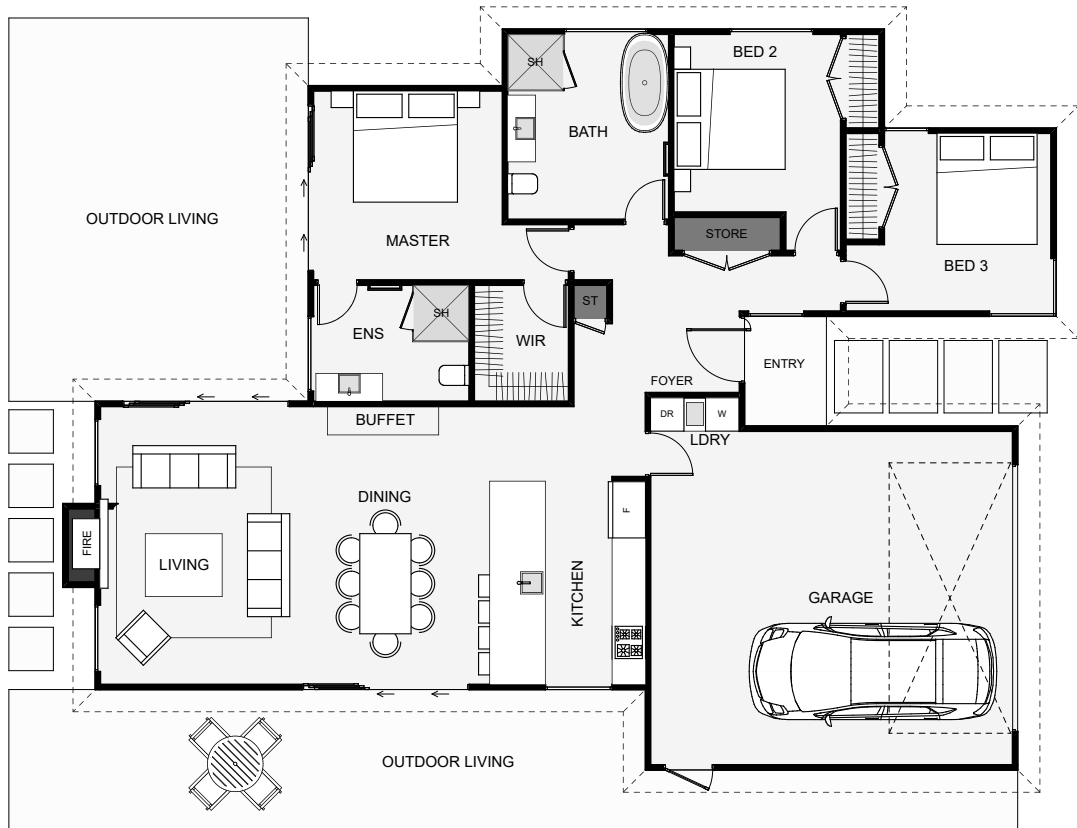 SH
BED 2
BATH
OUTDOOR LIVING
MASTER
STORE
BED 3
ST
SH
ENS
WIR
ENTRY
FOYER
DR
W
BUFFET
LDRY
DINING
F
FIRE
LIVING
KITCHEN
GARAGE
OUTDOOR LIVING